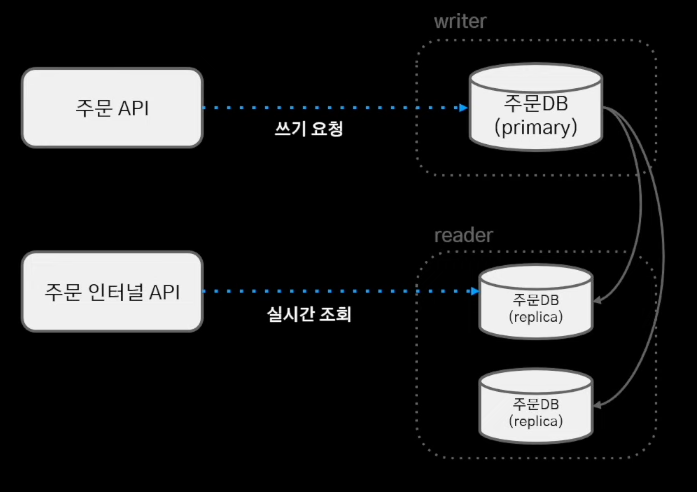 writer
주문 API
쓰기 요청
주문DB
(primary)
reader
주문 인터널 API
실시간 조회
주문DB
(replica)
주문DB
(replica)